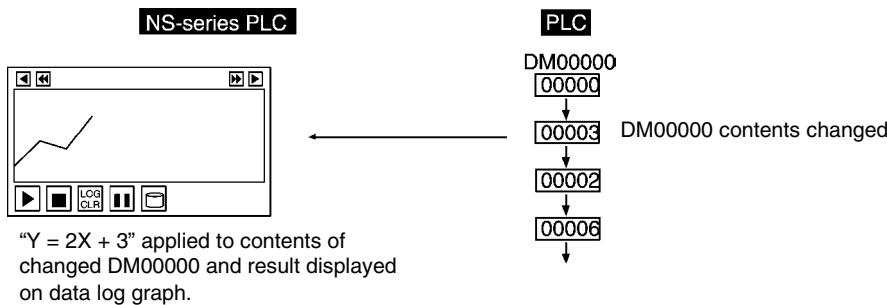 NS-series PLC
PLC
DM00000
00000
00003
DM00000 contents changed
00002
00006
LOG
CLR
“Y = 2X + 3” applied to contents of
changed DM00000 and result displayed
on data log graph.